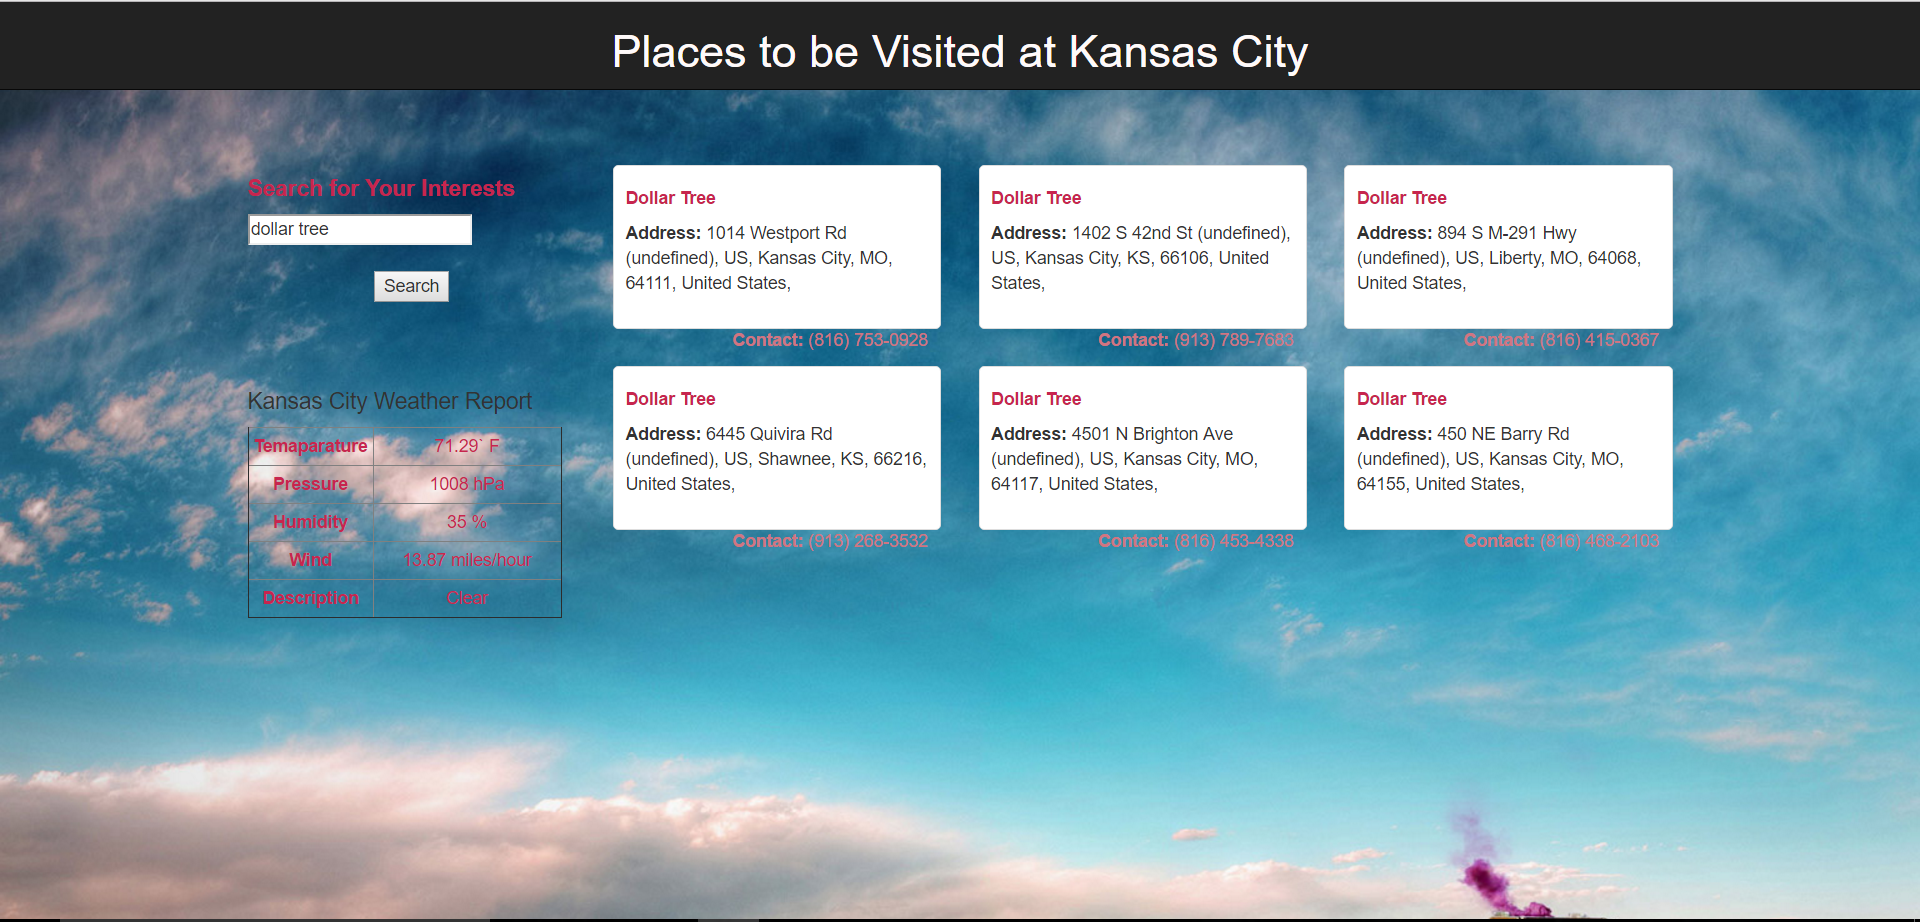 Places to be Visited at Kansas City
Search for Your Interests
dollar tree
Search
Kansas City Weather Report
Temaparature 71.29` F
Pressure 1008 hPa
Humidity 35 %
Wind 13.87 miles/hour
Description Clear
Dollar Tree
Address: 1014 Westport Rd
(undefined), US, Kansas City, MO,
64111, United States,
Contact: (816) 753-0928
Dollar Tree
Address: 1402 S 42nd St (undefined),
US, Kansas City, KS, 66106, United
States,
Contact: (913) 789-7683
Dollar Tree
Address: 894 S M-291 Hwy
(undefined), US, Liberty, MO, 64068,
United States,
Contact: (816) 415-0367
Dollar Tree
Address: 6445 Quivira Rd
(undefined), US, Shawnee, KS, 66216,
United States,
Contact: (913) 268-3532
Dollar Tree
Address: 4501 N Brighton Ave
(undefined), US, Kansas City, MO,
64117, United States,
Contact: (816) 453-4338
Dollar Tree
Address: 450 NE Barry Rd
(undefined), US, Kansas City, MO,
64155, United States,
Contact: (816) 468-2103